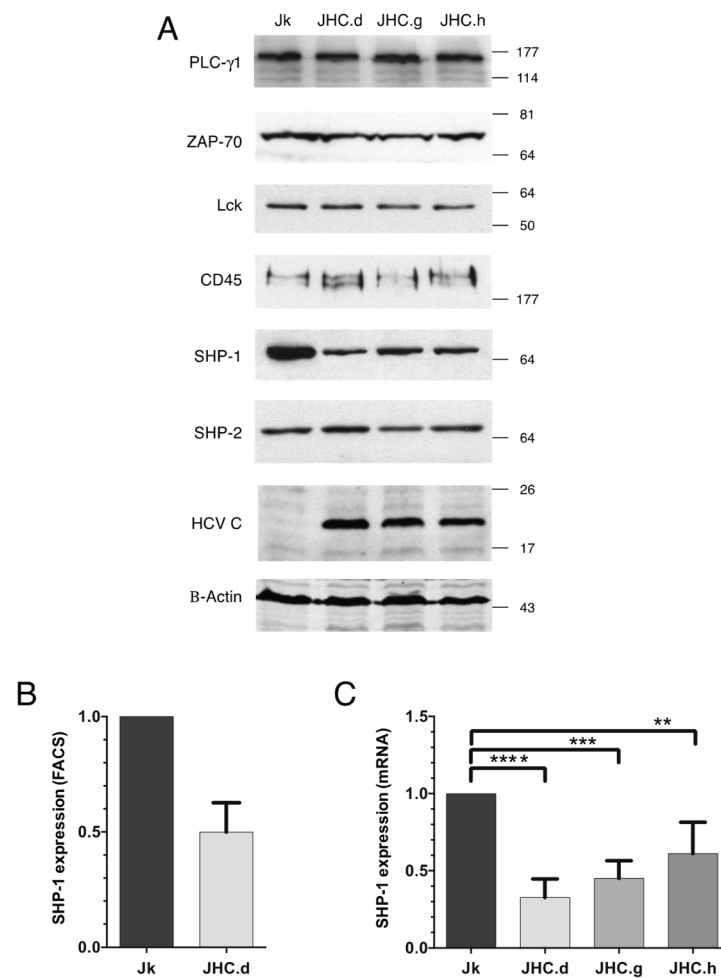 A
Jk JHC.d JHC.g JHC.h
PLC-γ1
177
114
ZAP-70
81
64
Lck
64
50
CD45
177
SHP-1
64
SHP-2
64
HCV C
26
17
B-Actin
43
B
SHP-1 expression (FACS)
1.0
0.5
0.0
Jk JHC.d
C
SHP-1 expression (mRNA)
1.5
1.0
0.5
0.0
**
***
****
Jk JHC.d JHC.g JHC.h